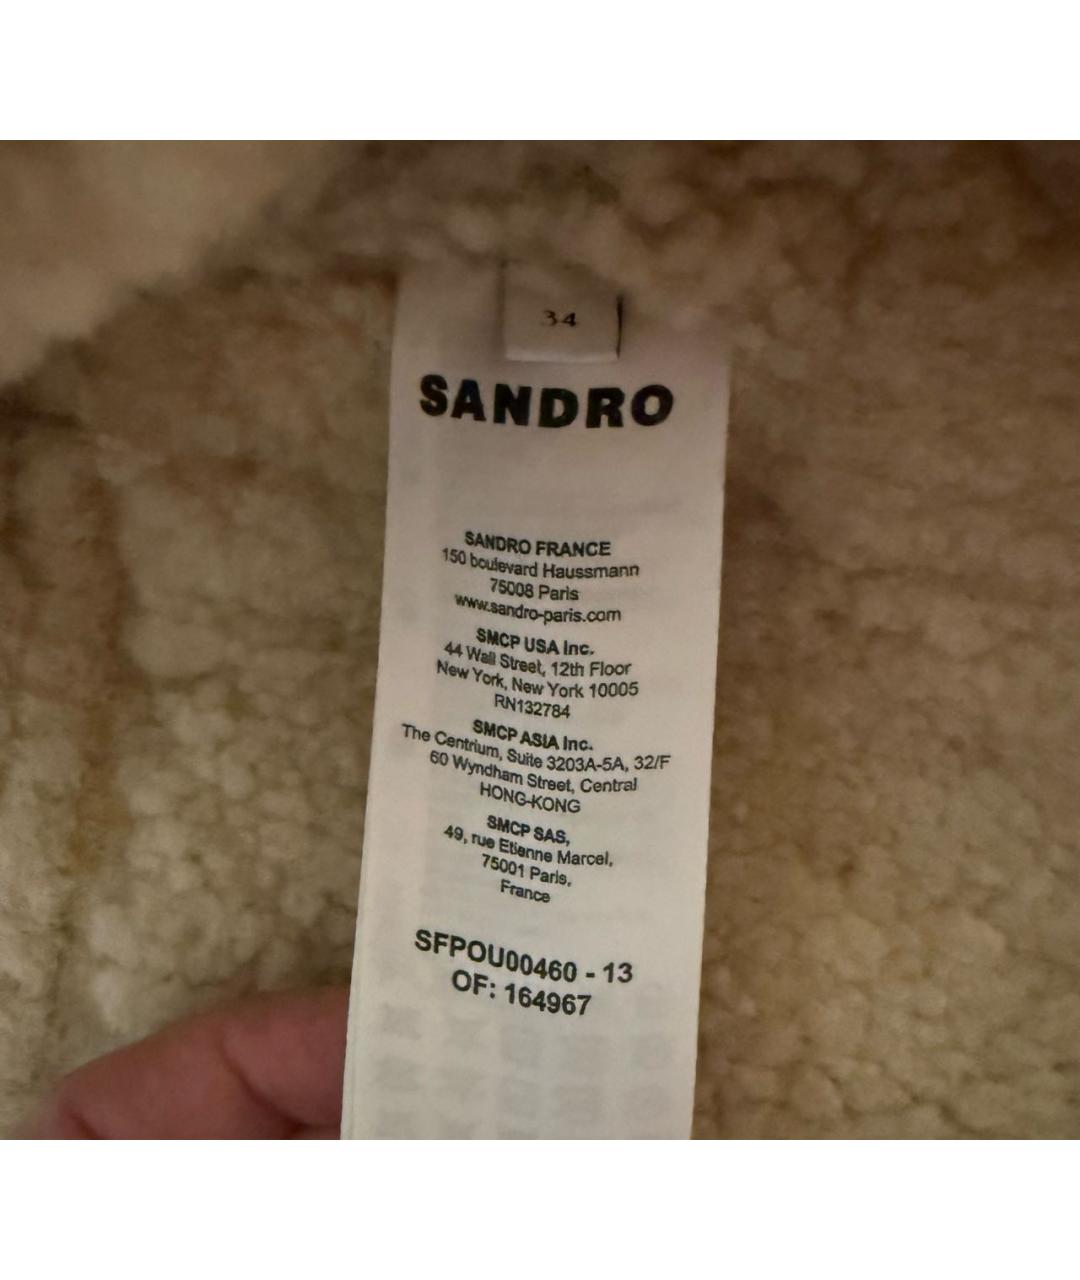 34
SANDRO
SANDRO FRANCE
150 boulevard Haussmann
75008 Paris
www.sandro-paris.com
SMCP USA Inc.
44 Wall Street, 12th Floor
New York, New York 10005
RN132784
SMCP ASIA Inc.
The Centrium, Suite 3203A-5A, 32/F
60 Wyndham Street, Central
HONG-KONG
SMCP SAS,
49, rue Etienne Marcel,
75001 Paris,
France
SFPOU00460 - 13
OF: 164967